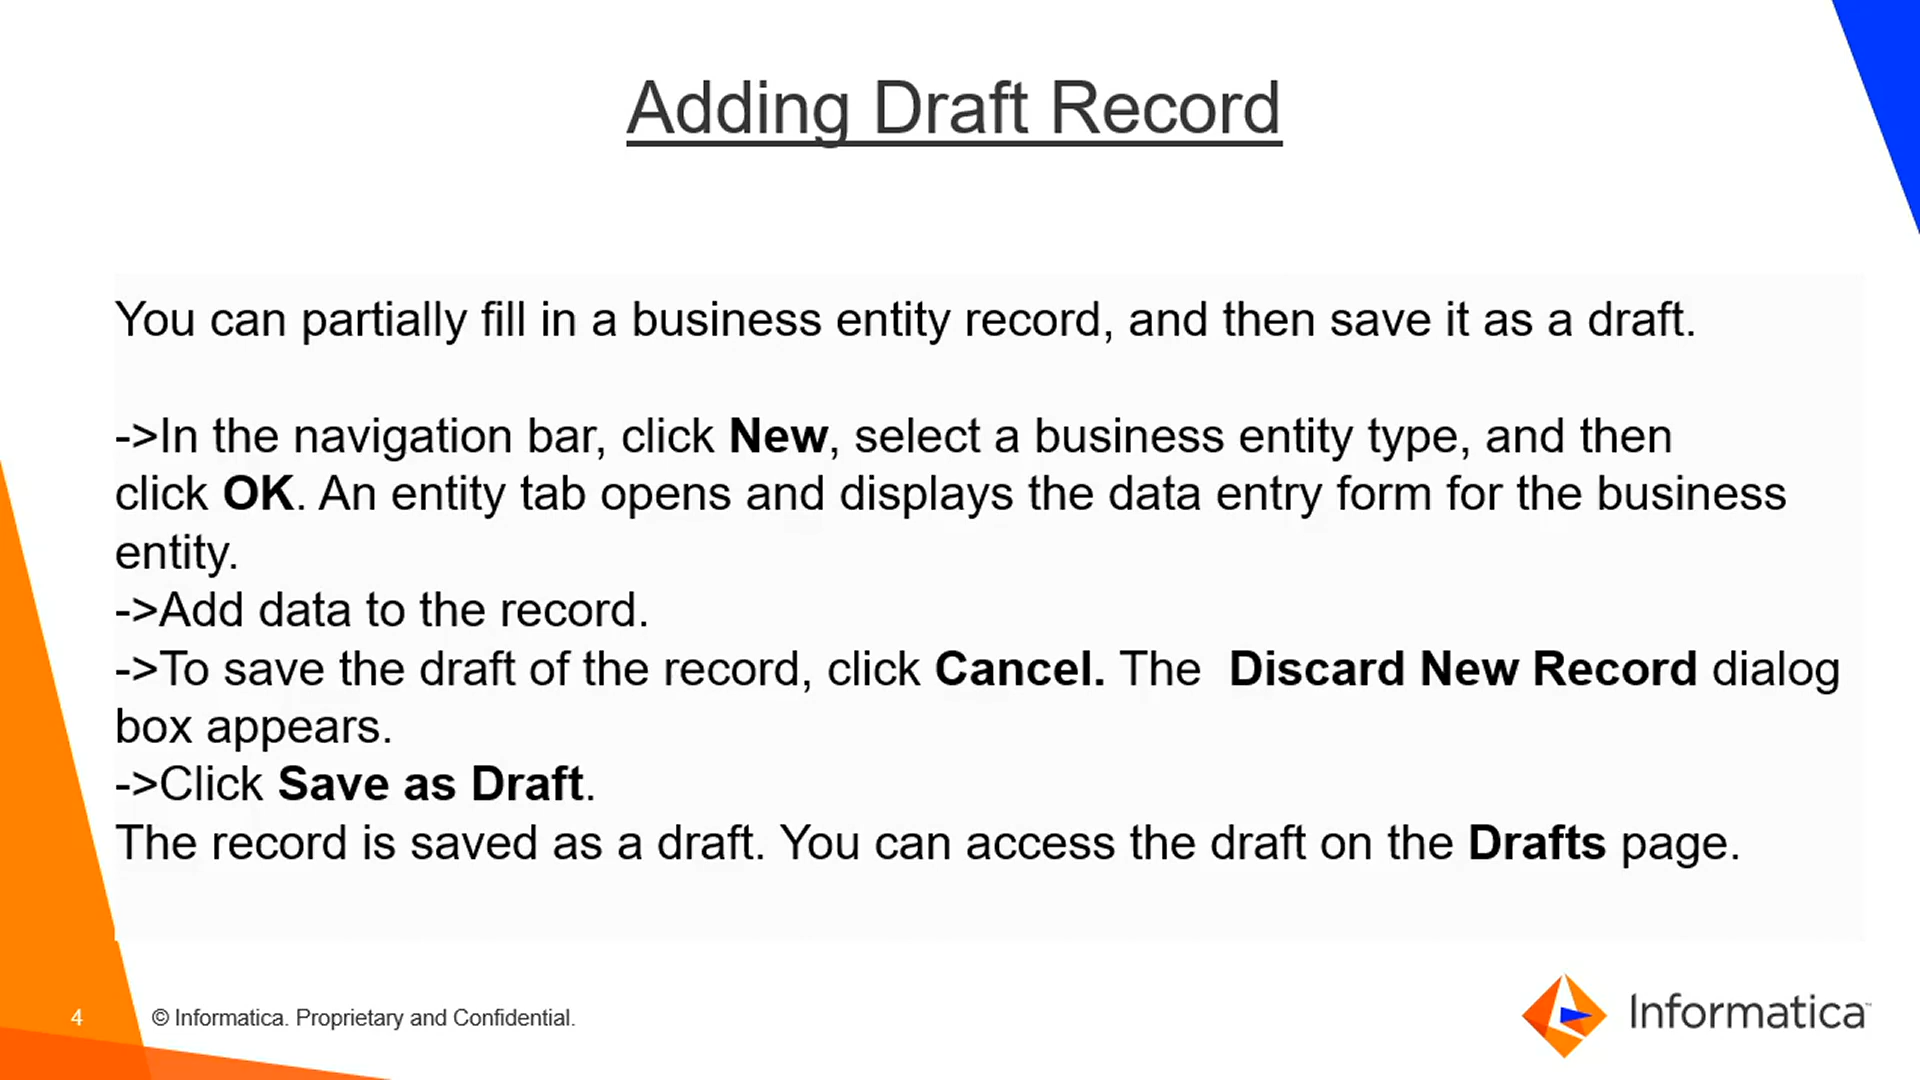 Adding Draft Record
You can partially fill in a business entity record, and then save it as a draft.
->In the navigation bar, click New, select a business entity type, and then
click OK. An entity tab opens and displays the data entry form for the business
entity.
->Add data to the record.
->To save the draft of the record, click Cancel. The  Discard New Record dialog
box appears.
->Click Save as Draft.
The record is saved as a draft. You can access the draft on the Drafts page.
4
© Informatica. Proprietary and Confidential.
Informatica™